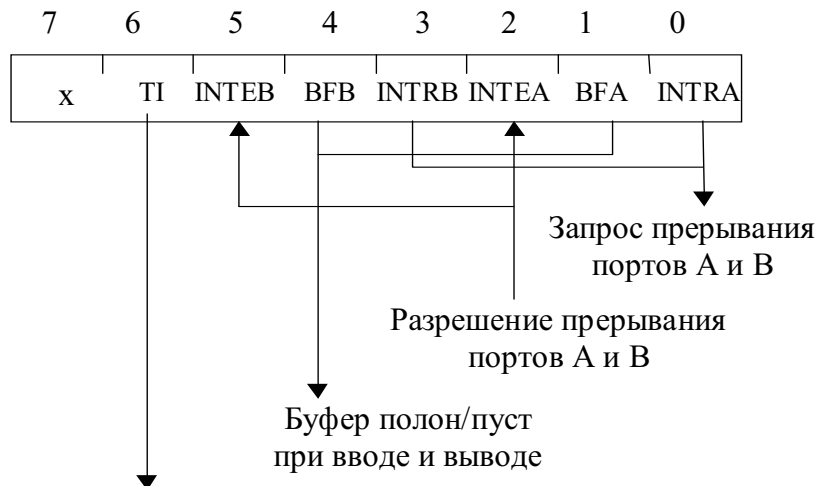 7 6 5 4 3 2 1 0
x TI INTEB BFB INTRB INTEA BFA INTRA
Запрос прерывания
портов А и В
Разрешение прерывания
портов А и В
Буфер полон/пуст
при вводе и выводе